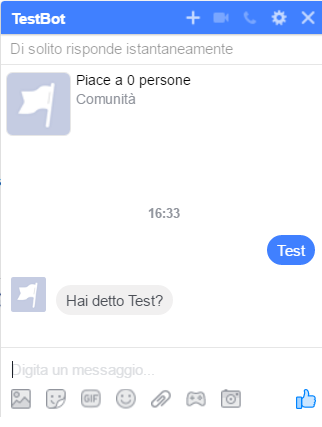 TestBot
Di solito risponde istantaneamente
Piace a 0 persone
Comunità
16:33
Test
Hai detto Test?
Digita un messaggio...
GIF